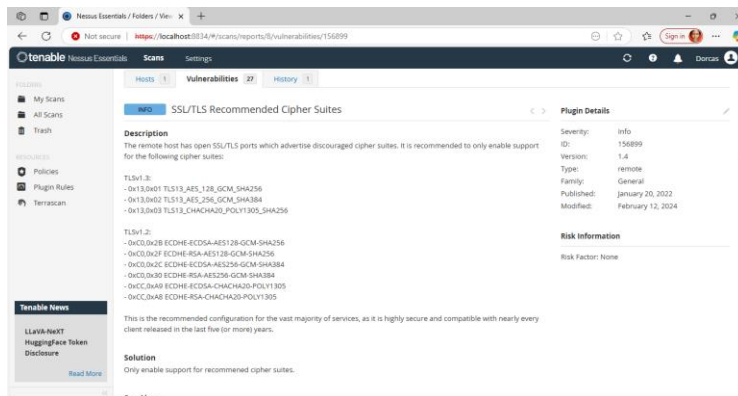 Nessus Essentials / Folders / View
Not secure
https://localhost:8834/#/scans/reports/8/vulnerabilities/156899
Sign in
tenable Nessus Essentials
Scans
Settings
Dorcas
FOLDERS
My Scans
All Scans
Trash
RESOURCES
Policies
Plugin Rules
Terrascan
Tenable News
LLaVA-NeXT
HuggingFace Token
Disclosure
Read More
Hosts 1
Vulnerabilities 27
History 1
INFO
SSL/TLS Recommended Cipher Suites
Description
The remote host has open SSL/TLS ports which advertise discouraged cipher suites. It is recommended to only enable support
for the following cipher suites:
TLSv1.3:
- 0x13,0x01 TLS13_AES_128_GCM_SHA256
- 0x13,0x02 TLS13_AES_256_GCM_SHA384
- 0x13,0x03 TLS13_CHACHA20_POLY1305_SHA256
TLSv1.2:
- 0xC0,0x2B ECDHE-ECDSA-AES128-GCM-SHA256
- 0xC0,0x2F ECDHE-RSA-AES128-GCM-SHA256
- 0xC0,0x2C ECDHE-ECDSA-AES256-GCM-SHA384
- 0xC0,0x30 ECDHE-RSA-AES256-GCM-SHA384
- 0xCC,0xA9 ECDHE-ECDSA-CHACHA20-POLY1305
- 0xCC,0xA8 ECDHE-RSA-CHACHA20-POLY1305
This is the recommended configuration for the vast majority of services, as it is highly secure and compatible with nearly every
client released in the last five (or more) years.
Solution
Only enable support for recommened cipher suites.
Plugin Details
Severity: Info
ID: 156899
Version: 1.4
Type: remote
Family: General
Published: January 20, 2022
Modified: February 12, 2024
Risk Information
Risk Factor: None